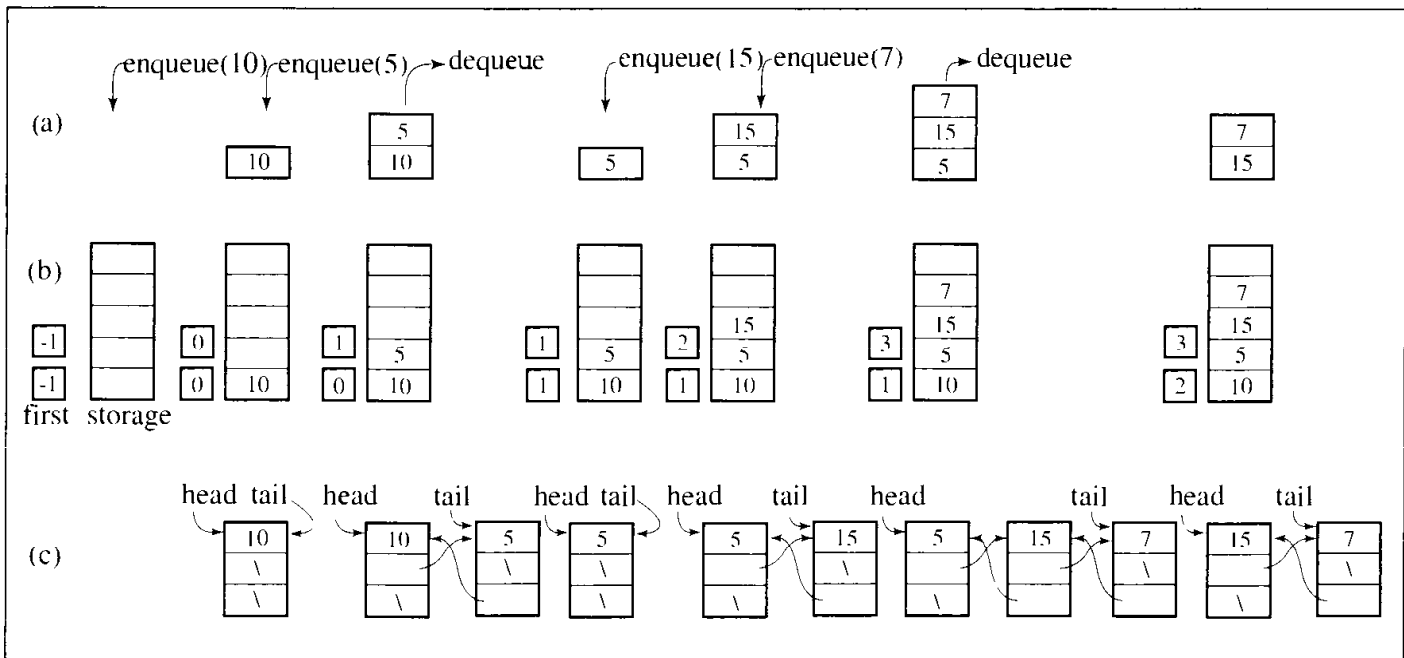 enqueue(10) enqueue(5) dequeue enqueue(15) enqueue(7) dequeue
(a)
7
5 15 15 7
10 10 5 5 5 15
(b)
7 7
15 15 15
-1 0 1 1 5 2 5 3 5 3 5
5
-1 0 10 0 10 1 10 1 10 1 10 2 10
first storage
head tail head tail head tail head tail head tail head tail
(c)
10 10 5 5 5 15 5 15 7 15 7
\ \ \ \ \ \
\ \ \ \ \ \